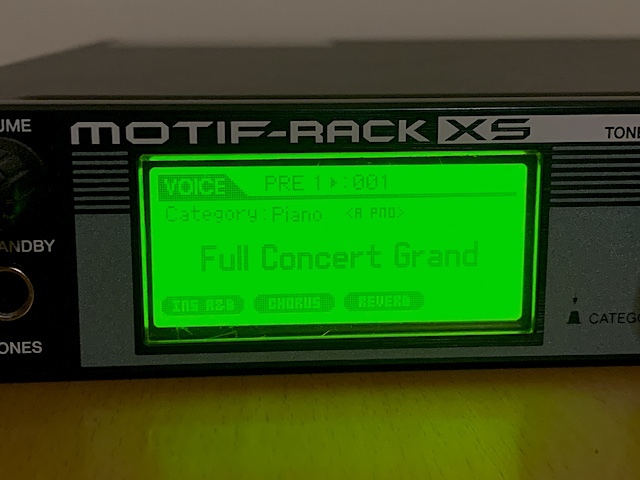 UME
MOTIF-RACK XS
TONE
VOICE PRE 1 :001
Category:Piano <A PNO>
ANDBY
Full Concert Grand
INS A&B CHORUS REVERB
CATEGO
ONES